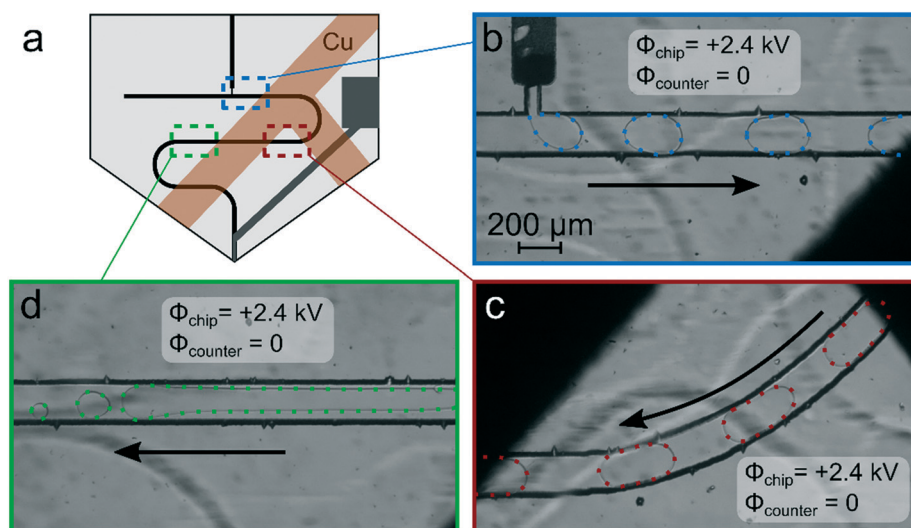 a
Cu
b
Φchip= +2.4 kV
Φcounter = 0
200 µm
d
Φchip= +2.4 kV
Φcounter = 0
c
Φchip= +2.4 kV
Φcounter = 0